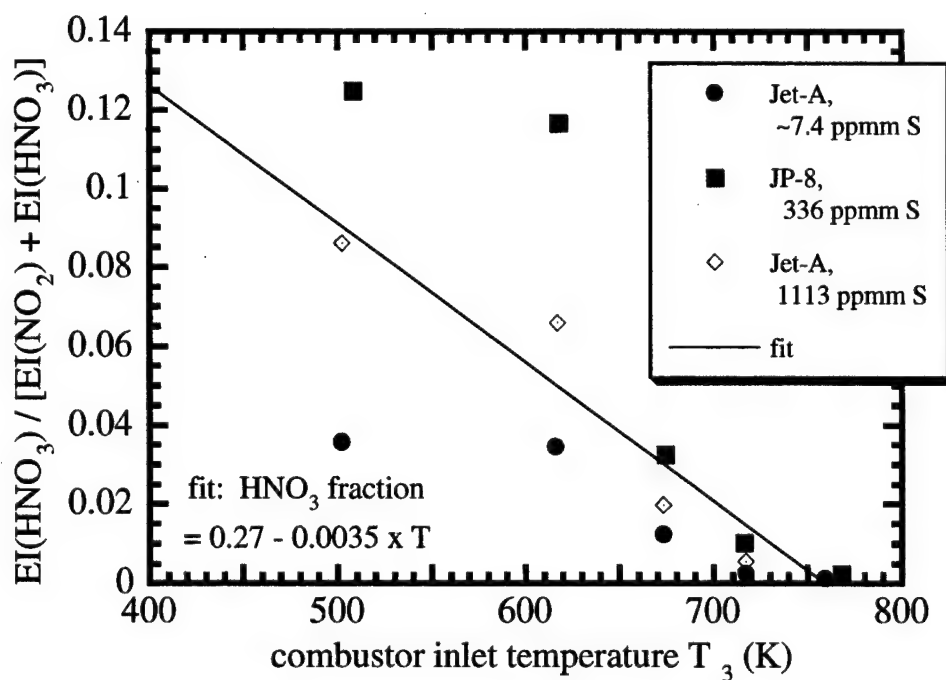 EI(HNO3) / [EI(NO2) + EI(HNO3)]
0.14
0.12
0.1
0.08
0.06
0.04
0.02
0
400
500
600
700
800
combustor inlet temperature T3 (K)
Jet-A,
~7.4 ppmm S
JP-8,
336 ppmm S
Jet-A,
1113 ppmm S
fit
fit: HNO3 fraction
= 0.27 - 0.0035 x T